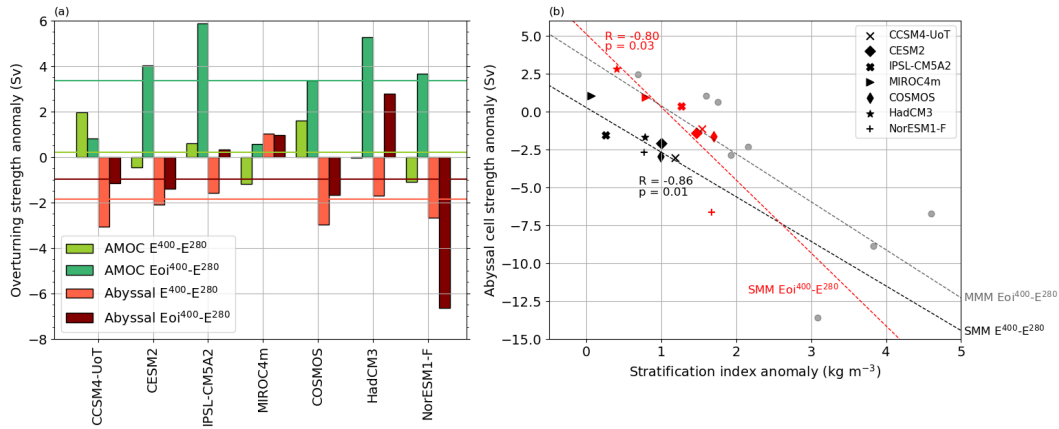 (a)
Overturning strength anomaly (Sv)
6
4
2
0
−2
−4
−6
−8
AMOC E⁴⁰⁰-E²⁸⁰
AMOC Eoi⁴⁰⁰-E²⁸⁰
Abyssal E⁴⁰⁰-E²⁸⁰
Abyssal Eoi⁴⁰⁰-E²⁸⁰
CCSM4-UoT
CESM2
IPSL-CM5A2
MIROC4m
COSMOS
HadCM3
NorESM1-F
(b)
Abyssal cell strength anomaly (Sv)
5.0
2.5
0.0
−2.5
−5.0
−7.5
−10.0
−12.5
−15.0
R = -0.80
p = 0.03
R = -0.86
p = 0.01
CCSM4-UoT
CESM2
IPSL-CM5A2
MIROC4m
COSMOS
HadCM3
NorESM1-F
SMM Eoi⁴⁰⁰-E²⁸⁰
MMM Eoi⁴⁰⁰-E²⁸⁰
SMM E⁴⁰⁰-E²⁸⁰
0 1 2 3 4 5
Stratification index anomaly (kg m⁻³)